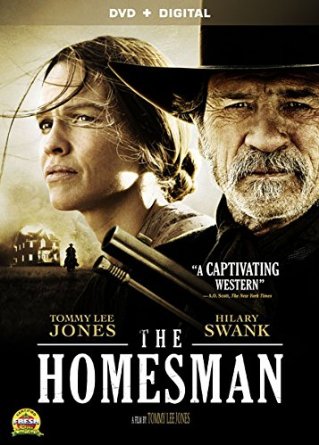 DVD + DIGITAL
"A CAPTIVATING
WESTERN"
—A.O. Scott, The New York Times
TOMMY LEE
JONES
HILARY
SWANK
THE
HOMESMAN
FRESH
A FILM BY TOMMY LEE JONES